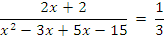 2x + 2 / x² − 3x + 5x − 15 = 1 / 3